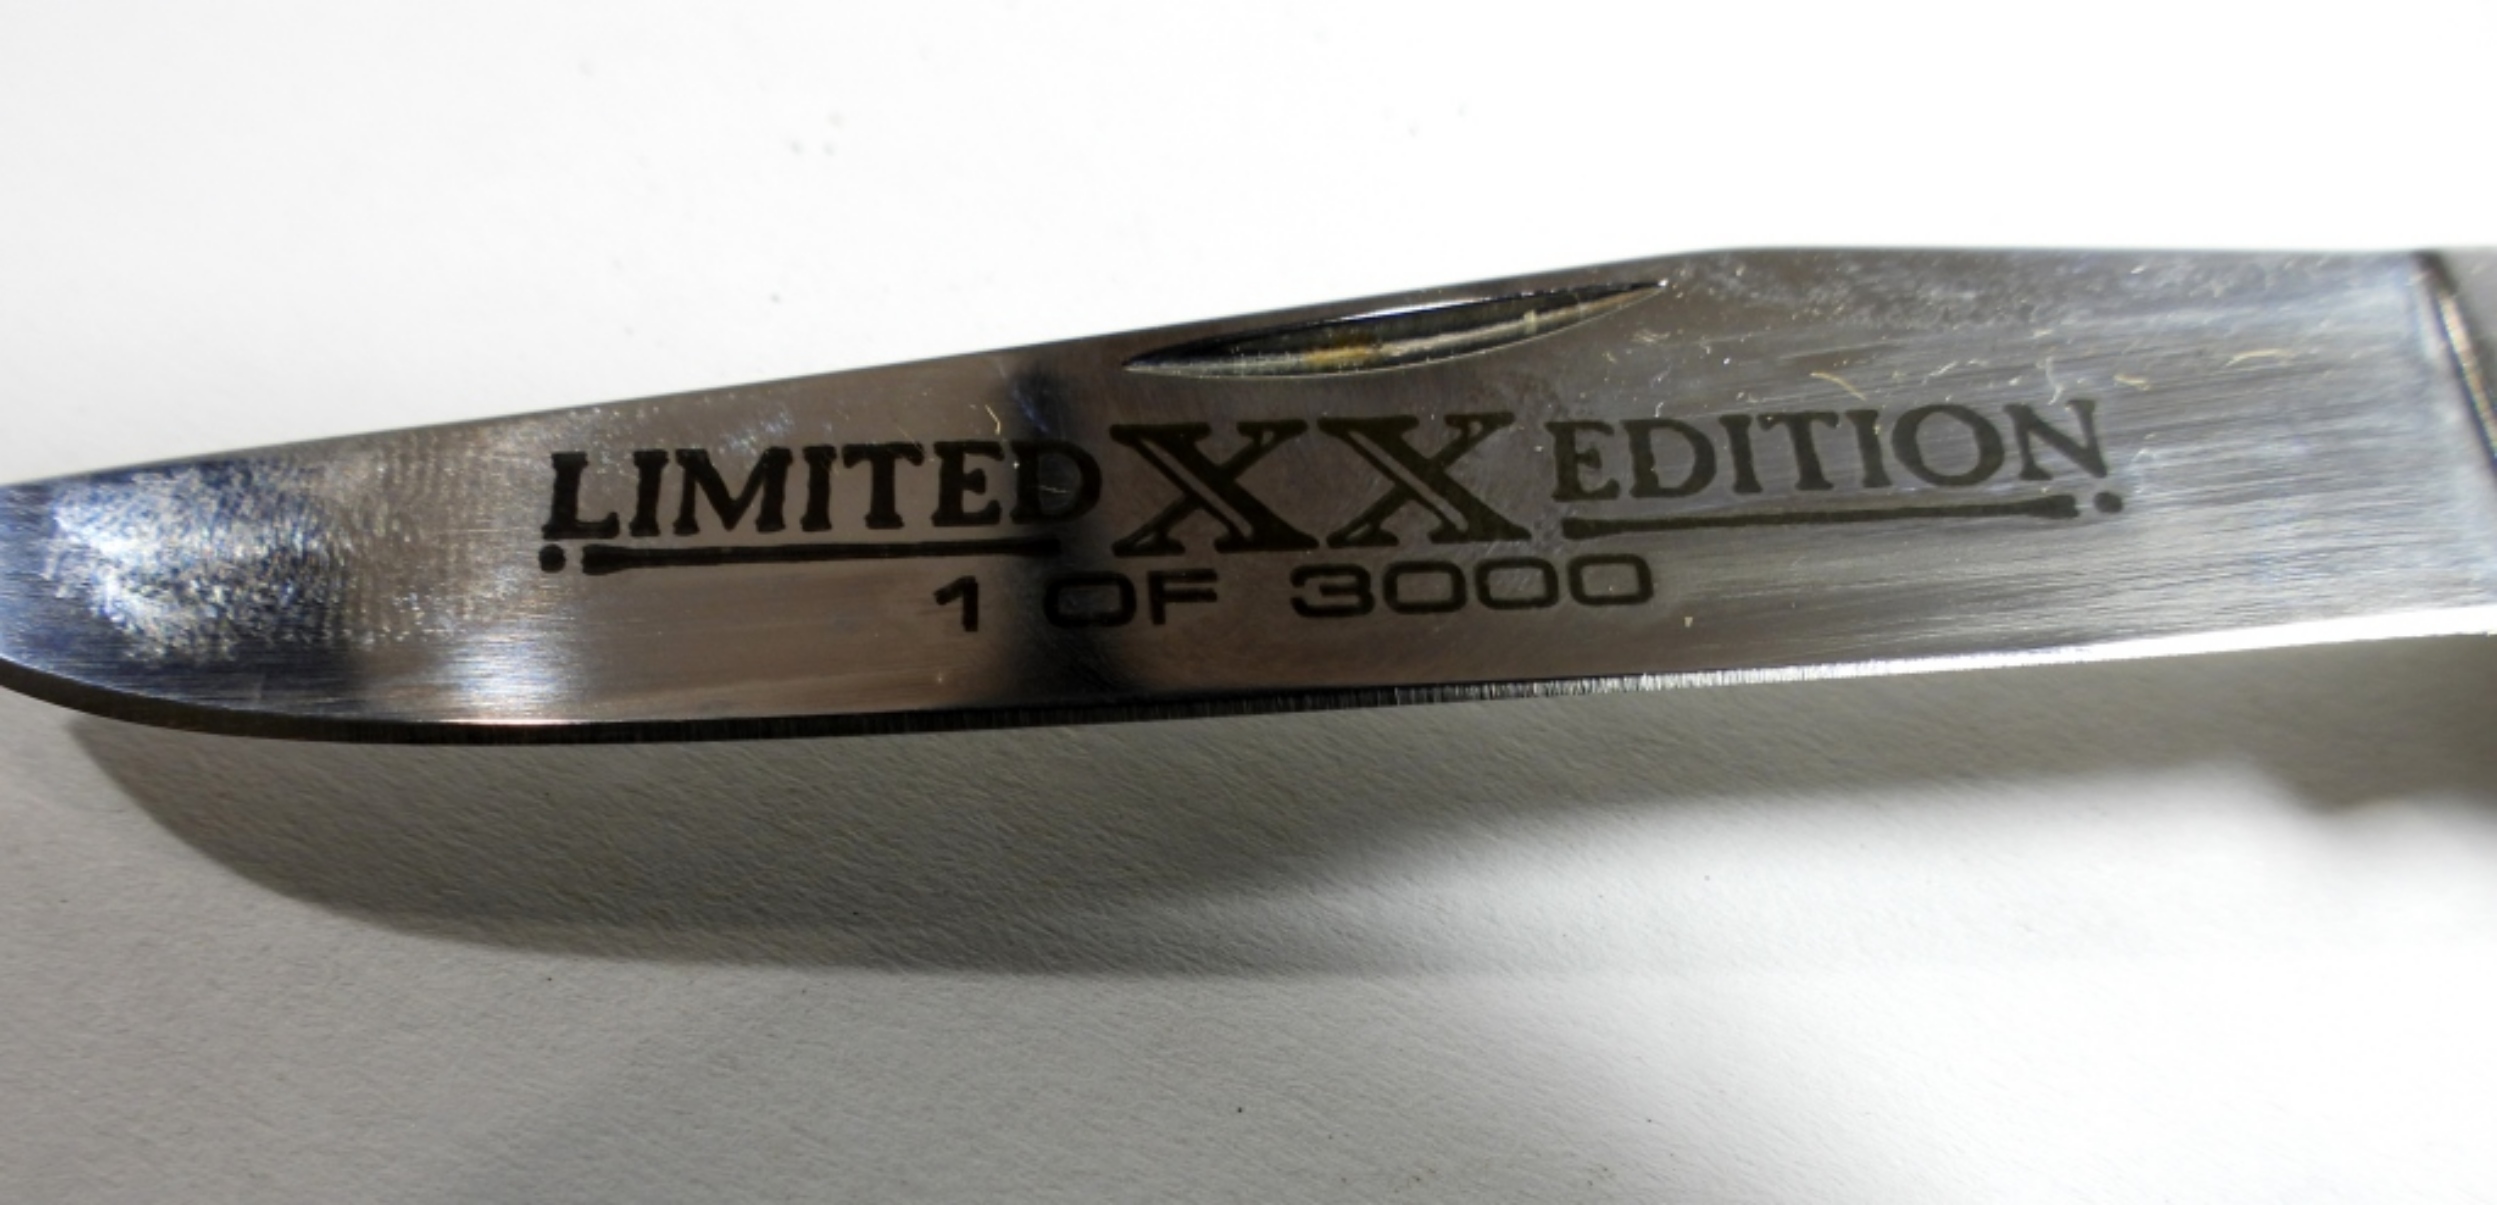 LIMITED XX EDITION
1 OF 3000